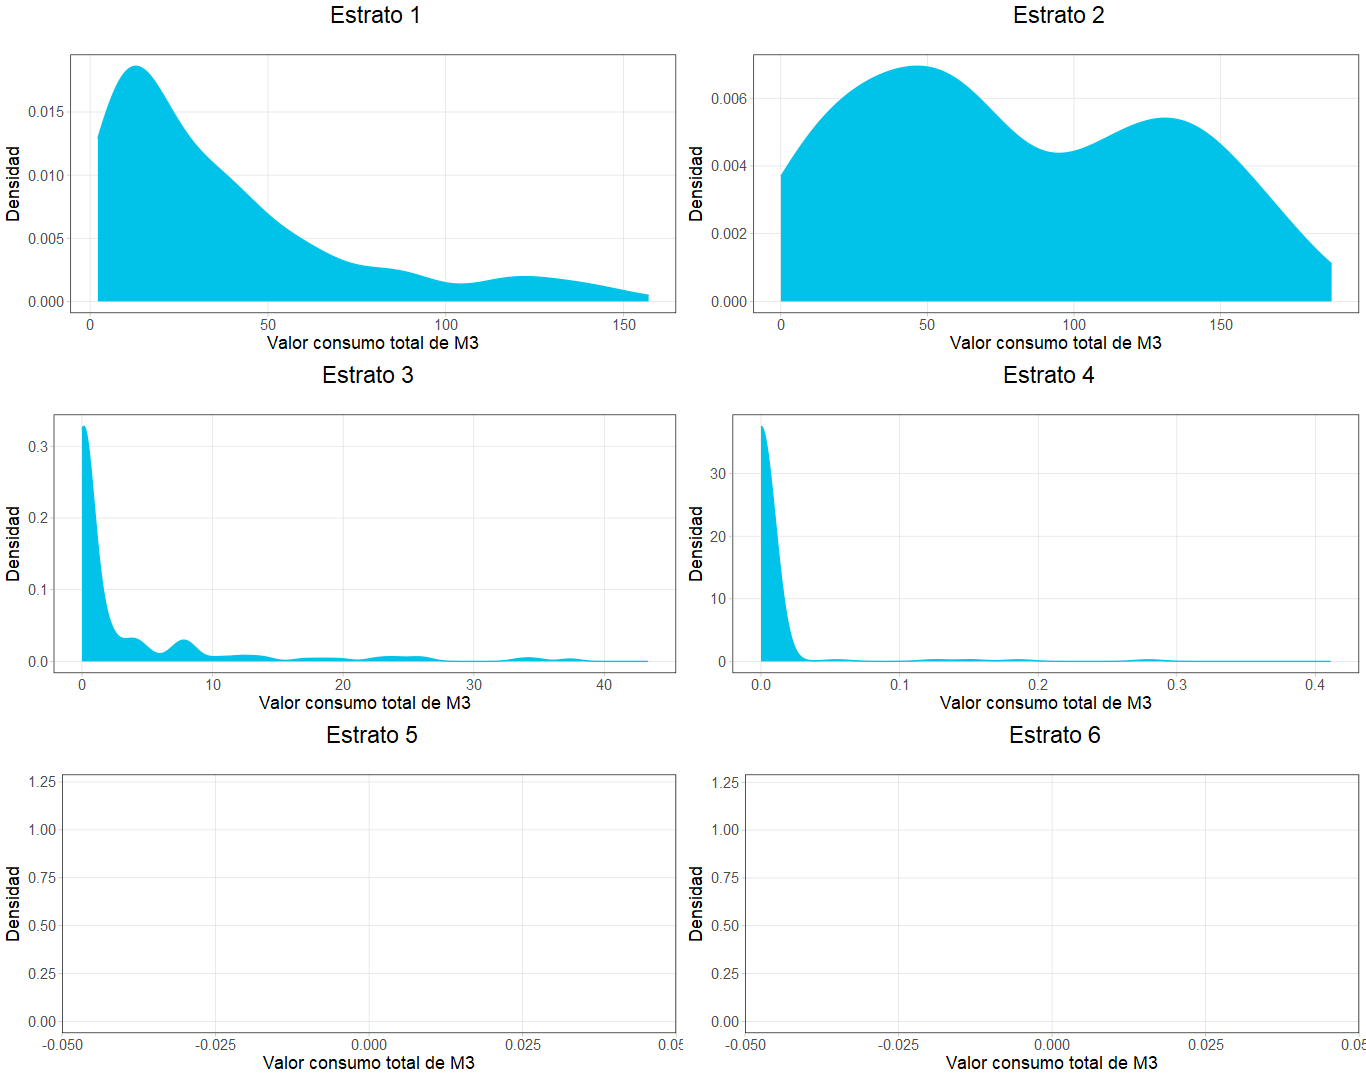 Estrato 1
0.015
0.010
0.005
0.000
Densidad
0 50 100 150
Valor consumo total de M3
Estrato 2
0.006
0.004
0.002
0.000
Densidad
0 50 100 150
Valor consumo total de M3
Estrato 3
0.3
0.2
0.1
0.0
Densidad
0 10 20 30 40
Valor consumo total de M3
Estrato 4
30
20
10
0
Densidad
0.0 0.1 0.2 0.3 0.4
Valor consumo total de M3
Estrato 5
1.25
1.00
0.75
0.50
0.25
0.00
Densidad
-0.050 -0.025 0.000 0.025
Valor consumo total de M3
Estrato 6
1.25
1.00
0.75
0.50
0.25
0.00
Densidad
-0.050 -0.025 0.000 0.025
Valor consumo total de M3